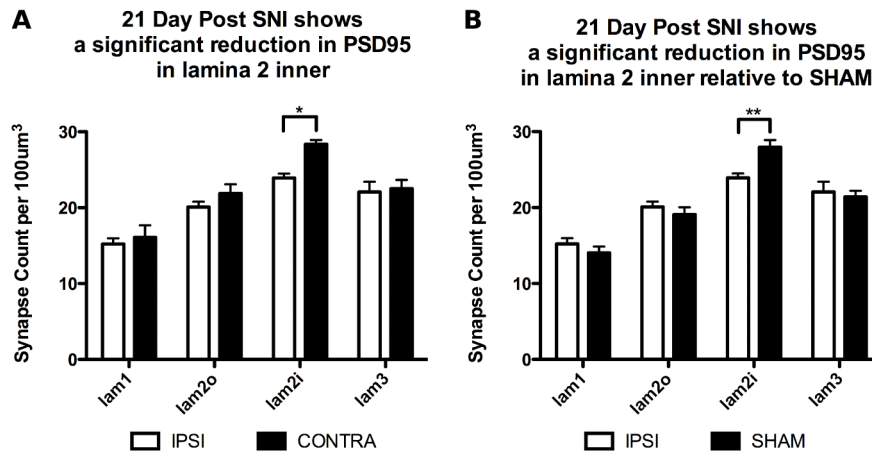 A
21 Day Post SNI shows
a significant reduction in PSD95
in lamina 2 inner
*
30
20
10
0
Synapse Count per 100um³
lam1
lam2o
lam2i
lam3
IPSI
CONTRA
B
21 Day Post SNI shows
a significant reduction in PSD95
in lamina 2 inner relative to SHAM
**
30
20
10
0
Synapse Count per 100um³
lam1
lam2o
lam2i
lam3
IPSI
SHAM